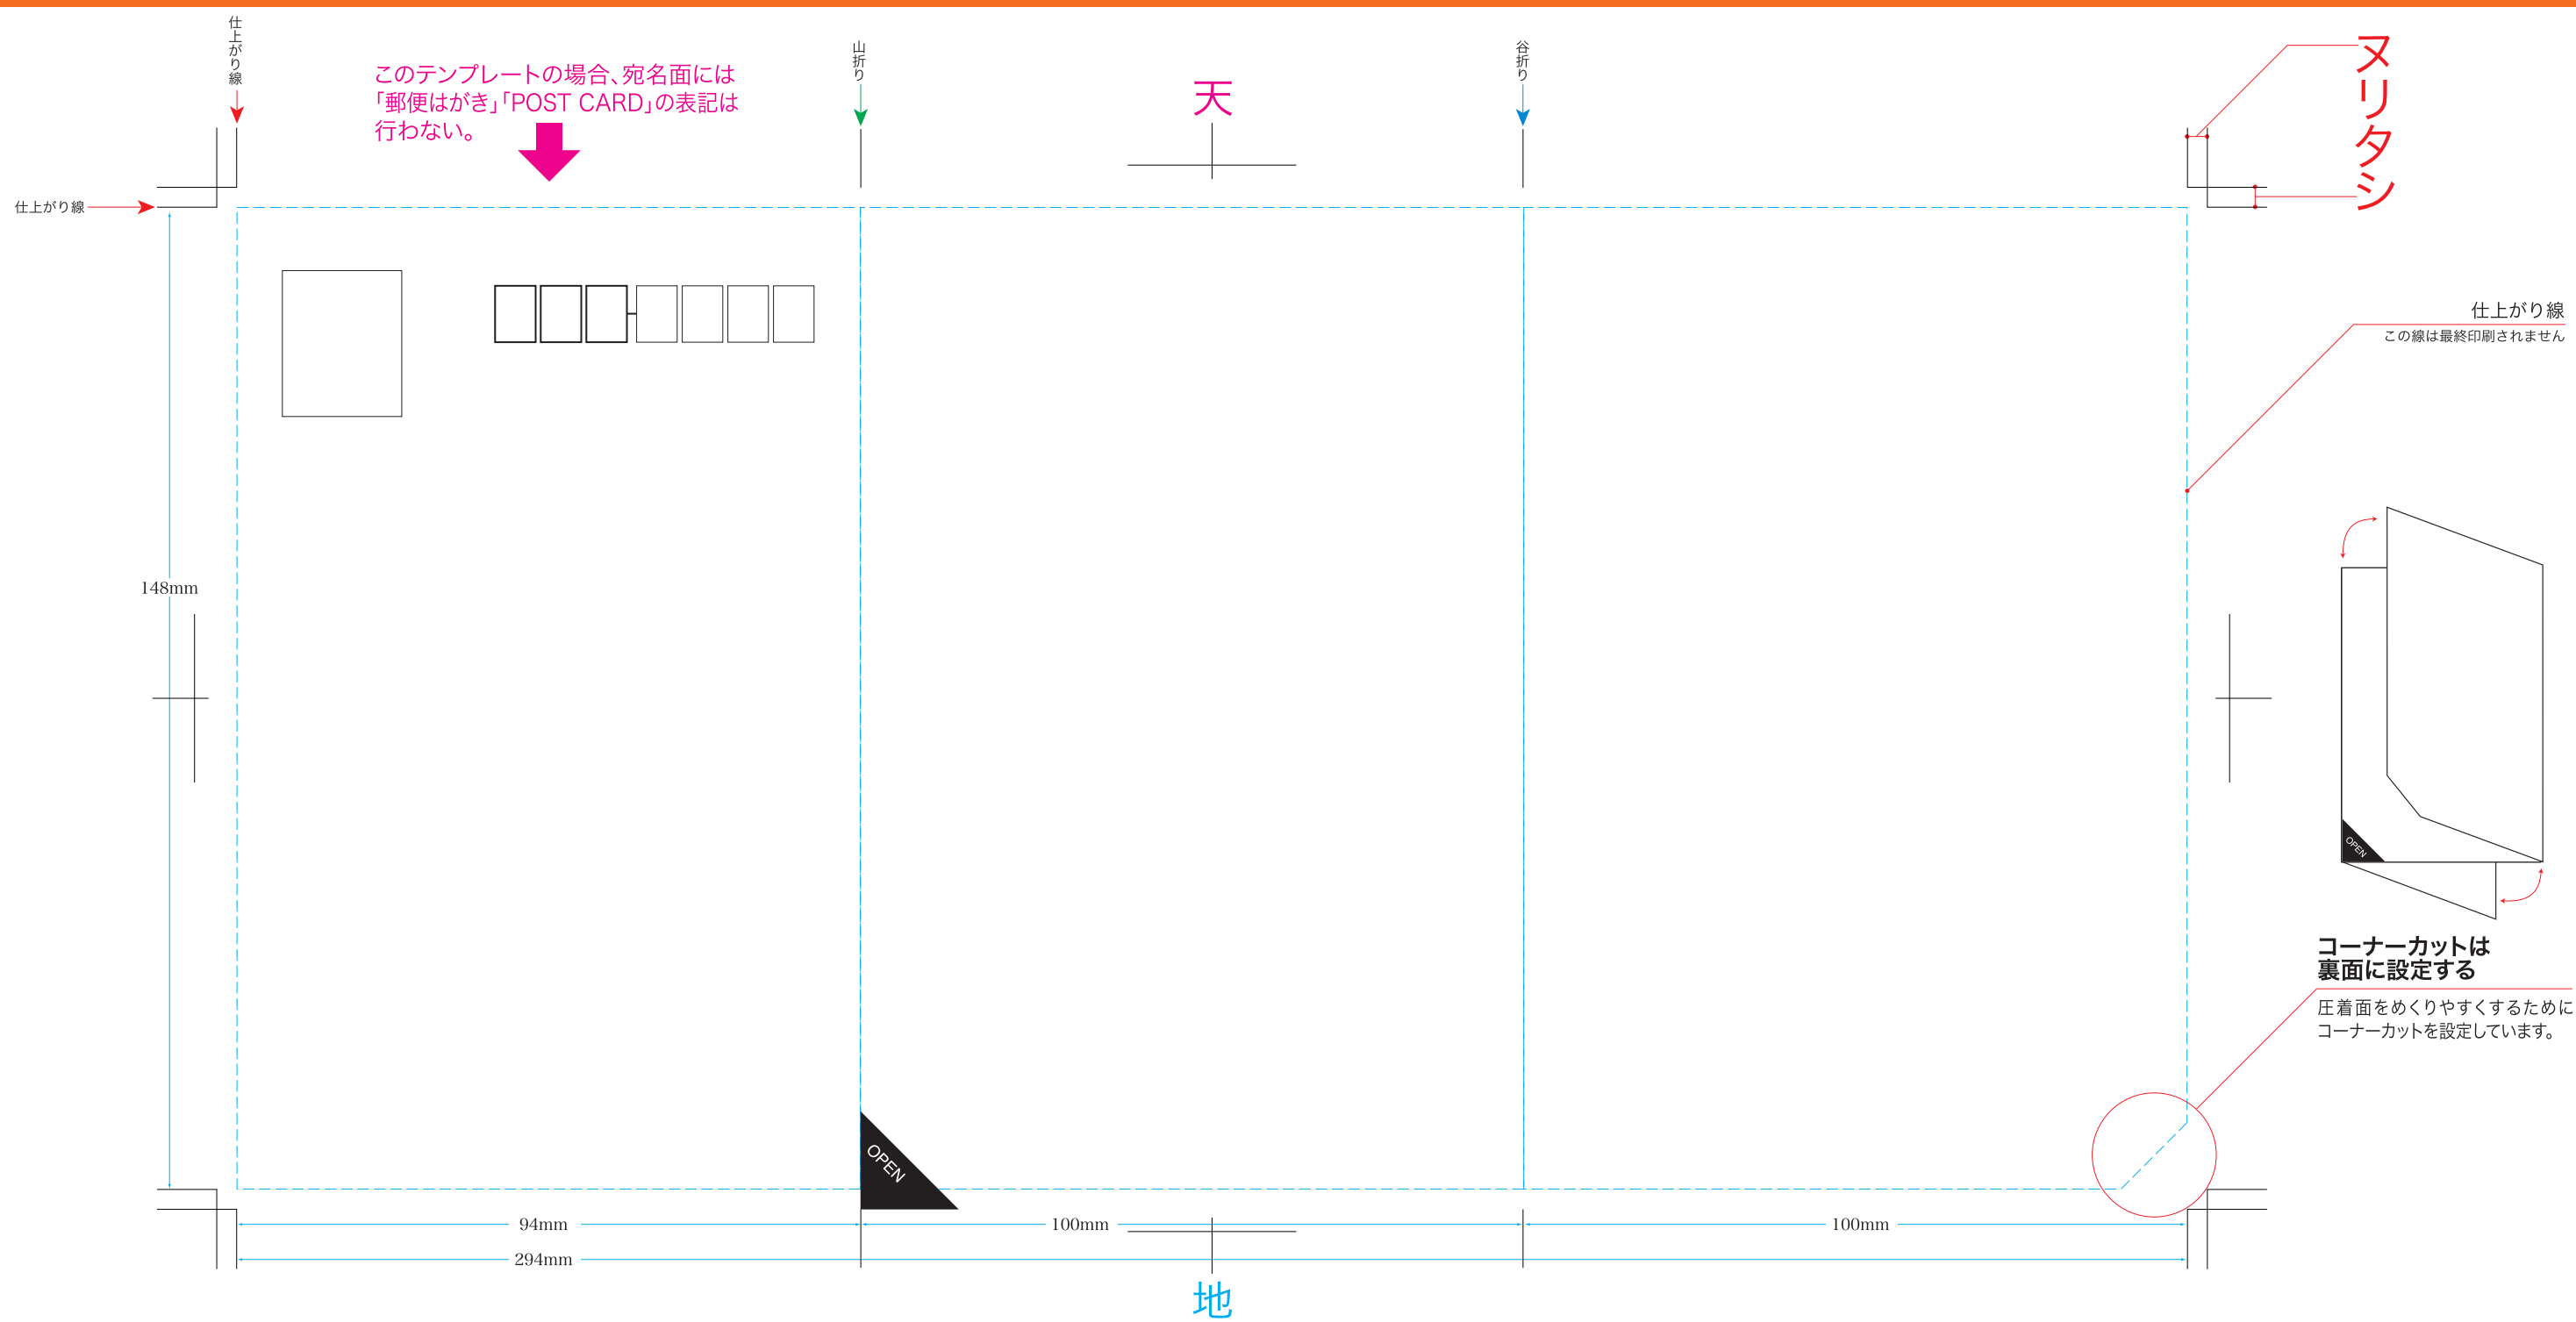 仕上がり線
このテンプレートの場合、宛名面には
「郵便はがき」「POST CARD」の表記は
行わない。
山折り
天
谷折り
ヌリタシ
仕上がり線
仕上がり線
この線は最終印刷されません
148mm
OPEN
コーナーカットは
裏面に設定する
圧着面をめくりやすくするために
コーナーカットを設定しています。
OPEN
94mm
100mm
100mm
294mm
地